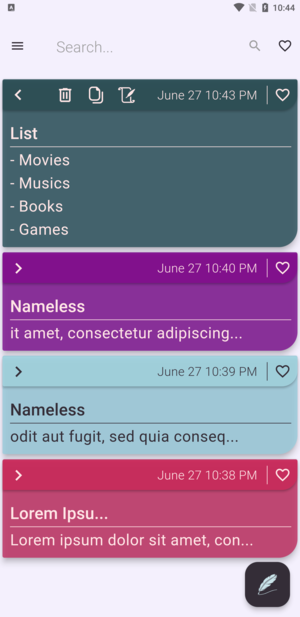 10:44
Search...
June 27 10:43 PM
List
- Movies
- Musics
- Books
- Games
June 27 10:40 PM
Nameless
it amet, consectetur adipiscing...
June 27 10:39 PM
Nameless
odit aut fugit, sed quia conseq...
June 27 10:38 PM
Lorem Ipsu...
Lorem ipsum dolor sit amet, con...